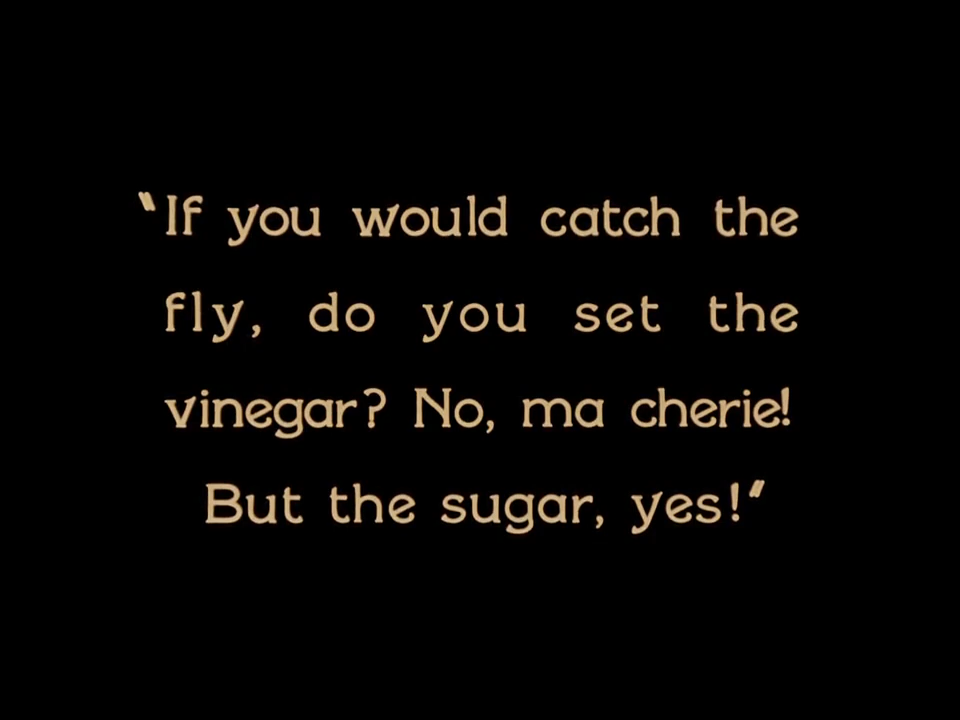 "If you would catch the
fly, do you set the
vinegar? No, ma cherie!
But the sugar, yes!"